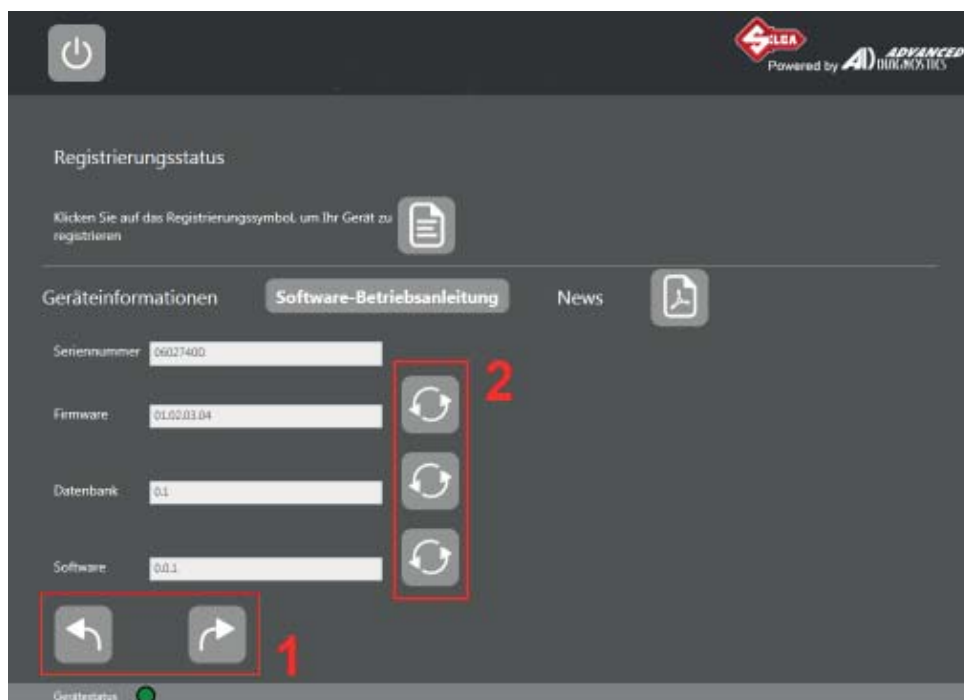 SILCA
Powered by AD ADVANCED
DIAGNOSTICS
Registrierungsstatus
Klicken Sie auf das Registrierungssymbol, um Ihr Gerät zu
registrieren
Geräteinformationen Software-Betriebsanleitung News
Seriennummer 06027400
2
Firmware 01.02.03.04
Datenbank 0.1
Software 0.0.1
1
Gerätestatus